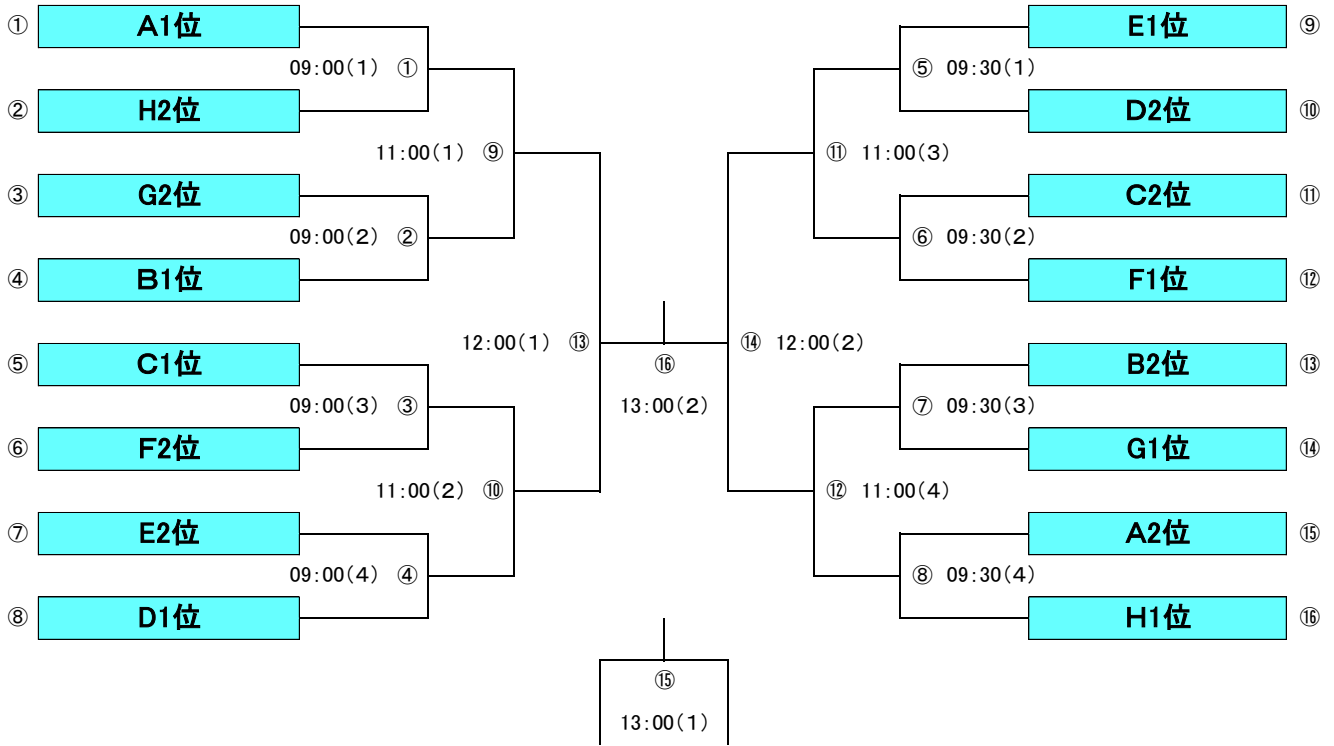 ① A1位
09:00(1) ①
② H2位
11:00(1) ⑨
③ G2位
09:00(2) ②
④ B1位
12:00(1) ⑬
⑤ C1位
09:00(3) ③
⑥ F2位
11:00(2) ⑩
⑦ E2位
09:00(4) ④
⑧ D1位
⑯
13:00(2)
⑮
13:00(1)
E1位 ⑨
⑤ 09:30(1)
D2位 ⑩
⑪ 11:00(3)
C2位 ⑪
⑥ 09:30(2)
F1位 ⑫
⑭ 12:00(2)
B2位 ⑬
⑦ 09:30(3)
G1位 ⑭
⑫ 11:00(4)
A2位 ⑮
⑧ 09:30(4)
H1位 ⑯